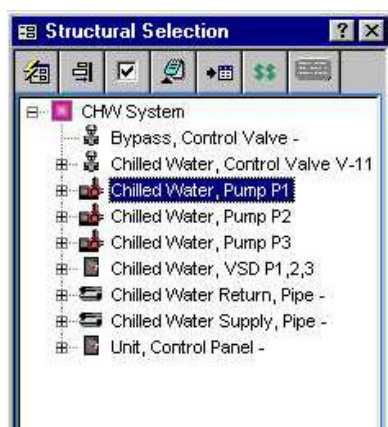 Structural Selection
CHW System
Bypass, Control Valve -
Chilled Water, Control Valve V-11
Chilled Water, Pump P1
Chilled Water, Pump P2
Chilled Water, Pump P3
Chilled Water, VSD P1,2,3
Chilled Water Return, Pipe -
Chilled Water Supply, Pipe -
Unit, Control Panel -